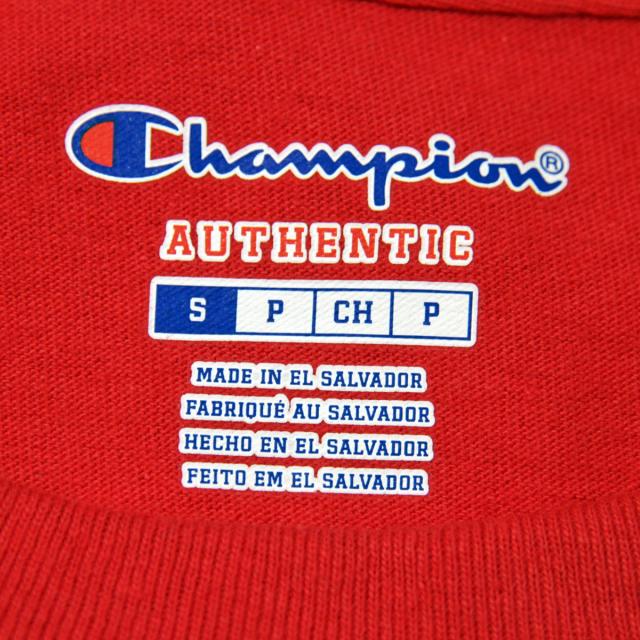 Champion®
AUTHENTIC
S P CH P
MADE IN EL SALVADOR
FABRIQUÉ AU SALVADOR
HECHO EN EL SALVADOR
FEITO EM EL SALVADOR